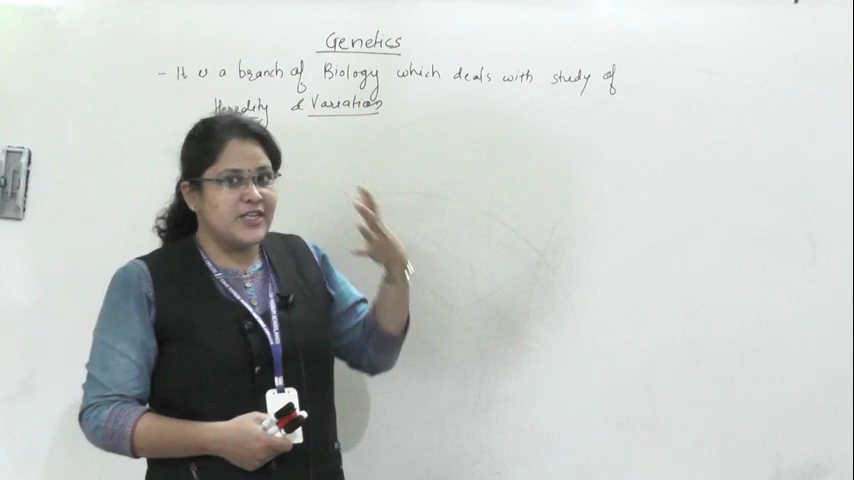 Genetics
- It is a branch of Biology which deals with study of
Heredity & Variation